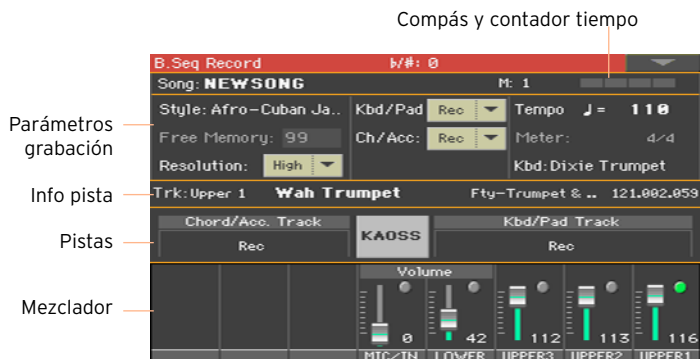 Compás y contador tiempo
B.Seq Record ♭/#: 0
Song: NEWSONG M: 1
Parámetros grabación
Style: Afro-Cuban Ja.. Kbd/Pad Rec Tempo ♩= 110
Free Memory: 99 Ch/Acc: Rec Meter: 4/4
Resolution: High Kbd: Dixie Trumpet
Info pista
Trk: Upper 1 Wah Trumpet Fty-Trumpet & .. 121.002.059
Pistas
Chord/Acc. Track KAOSS Kbd/Pad Track
Rec Rec
Mezclador
Volume
0 42 112 113 116
MIC/IN LOWER UPPER3 UPPER2 UPPER1